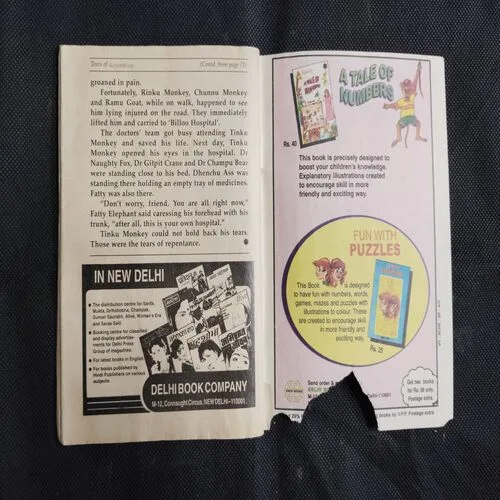 Tears of Repentance
(Contd. from page 71)
groaned in pain.
Fortunately, Rinku Monkey, Chunnu Monkey
and Ramu Goat, while on walk, happened to see
him lying injured on the road. They immediately
lifted him and carried to 'Billoo Hospital'.
The doctors' team got busy attending Tinku
Monkey and saved his life. Next day, Tinku
Monkey opened his eyes in the hospital. Dr
Naughty Fox, Dr Gitpit Crane and Dr Champu Bear
were standing close to his bed. Dhenchu Ass was
standing there holding an empty tray of medicines.
Fatty was also there.
"Don't worry, friend. You are all right now,"
Fatty Elephant said caressing his forehead with his
trunk, "after all, this is your own hospital."
Tinku Monkey could not hold back his tears.
Those were the tears of repentance.
IN NEW DELHI
The distribution centre for Sarita,
Mukta, Grihshobha, Champak,
Suman Saurabh, Alive, Woman's Era
and Saras Salil.
Booking centre for classified
and display advertise-
ments for Delhi Press
Group of magazines.
For latest books in English.
For books published by
Hindi Publishers on various
subjects.
DELHI BOOK COMPANY
M-12, Connaught Circus, NEW DELHI-110001.
A TALE OF
NUMBERS
Rs. 40
This book is precisely designed to
boost your children's knowledge.
Explanatory illustrations created
to encourage skill in more
friendly and exciting way.
FUN WITH
PUZZLES
This Book is designed
to have fun with numbers, words,
games, mazes and puzzles with
illustrations to colour. These
are created to encourage skill
in more friendly and
exciting way.
Rs. 25
Send order &
DELHI
M-
Delhi-110001
Get two books
for Rs. only.
Postage extra.
25%
books by V.P.P. Postage extra.